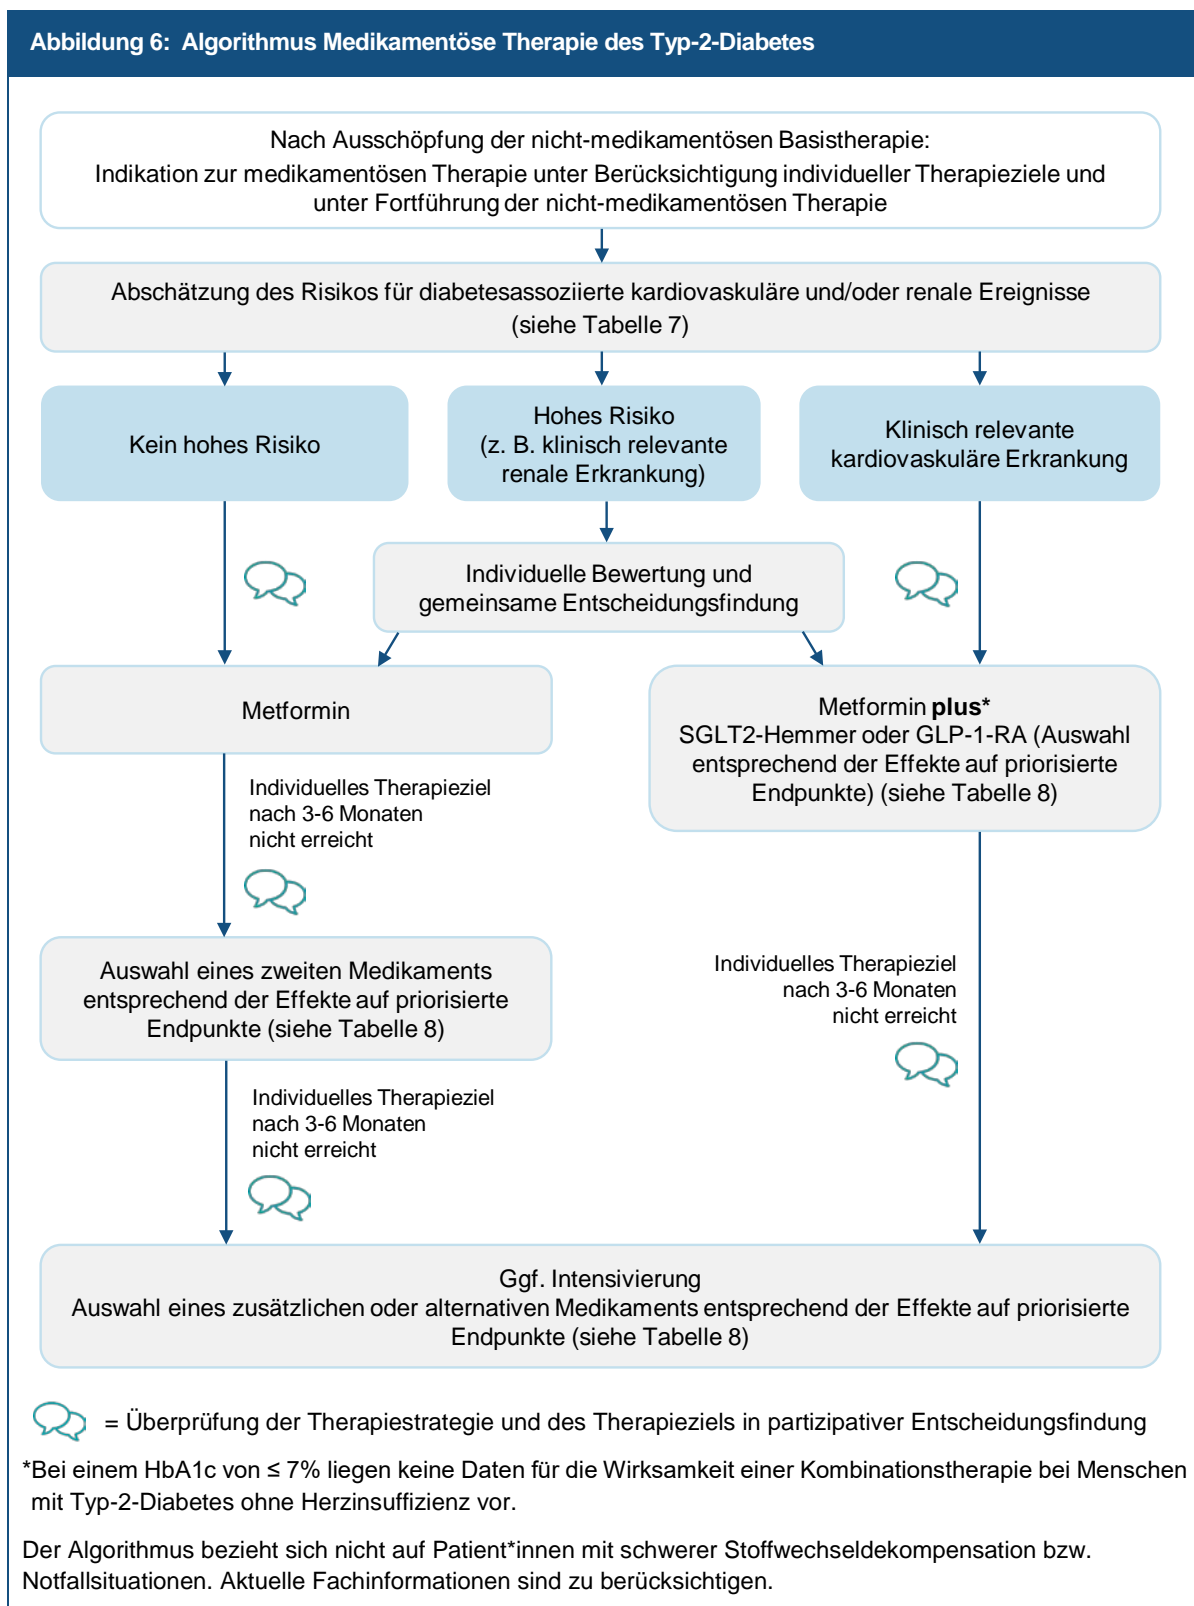 Abbildung 6: Algorithmus Medikamentöse Therapie des Typ-2-Diabetes
Nach Ausschöpfung der nicht-medikamentösen Basistherapie:
Indikation zur medikamentösen Therapie unter Berücksichtigung individueller Therapieziele und
unter Fortführung der nicht-medikamentösen Therapie
Abschätzung des Risikos für diabetesassoziierte kardiovaskuläre und/oder renale Ereignisse
(siehe Tabelle 7)
Kein hohes Risiko
Hohes Risiko
(z. B. klinisch relevante
renale Erkrankung)
Klinisch relevante
kardiovaskuläre Erkrankung
Individuelle Bewertung und
gemeinsame Entscheidungsfindung
Metformin
Metformin plus*
SGLT2-Hemmer oder GLP-1-RA (Auswahl
entsprechend der Effekte auf priorisierte
Endpunkte) (siehe Tabelle 8)
Individuelles Therapieziel
nach 3-6 Monaten
nicht erreicht
Auswahl eines zweiten Medikaments
entsprechend der Effekte auf priorisierte
Endpunkte (siehe Tabelle 8)
Individuelles Therapieziel
nach 3-6 Monaten
nicht erreicht
Individuelles Therapieziel
nach 3-6 Monaten
nicht erreicht
Ggf. Intensivierung
Auswahl eines zusätzlichen oder alternativen Medikaments entsprechend der Effekte auf priorisierte
Endpunkte (siehe Tabelle 8)
= Überprüfung der Therapiestrategie und des Therapieziels in partizipativer Entscheidungsfindung
*Bei einem HbA1c von ≤ 7% liegen keine Daten für die Wirksamkeit einer Kombinationstherapie bei Menschen
mit Typ-2-Diabetes ohne Herzinsuffizienz vor.
Der Algorithmus bezieht sich nicht auf Patient*innen mit schwerer Stoffwechseldekompensation bzw.
Notfallsituationen. Aktuelle Fachinformationen sind zu berücksichtigen.